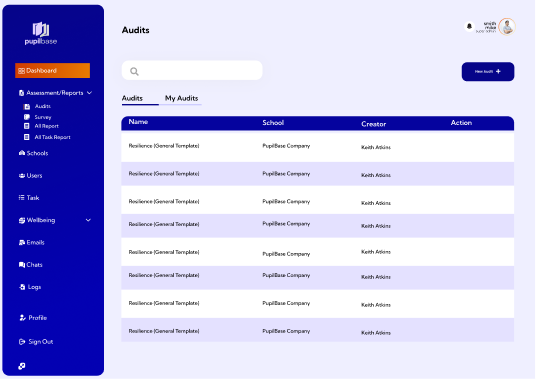 pupilbase
Dashboard
Assessment/Reports
Audits
Survey
All Report
All Task Report
Schools
Users
Task
Wellbeing
Emails
Chats
Logs
Profile
Sign Out
Audits
smith
mike
super admin
New Audit +
Audits My Audits
Name School Creator Action
Resilience (General Template) PupilBase Company Keith Atkins
Resilience (General Template) PupilBase Company Keith Atkins
Resilience (General Template) PupilBase Company Keith Atkins
Resilience (General Template) PupilBase Company Keith Atkins
Resilience (General Template) PupilBase Company Keith Atkins
Resilience (General Template) PupilBase Company Keith Atkins
Resilience (General Template) PupilBase Company Keith Atkins
Resilience (General Template) PupilBase Company Keith Atkins